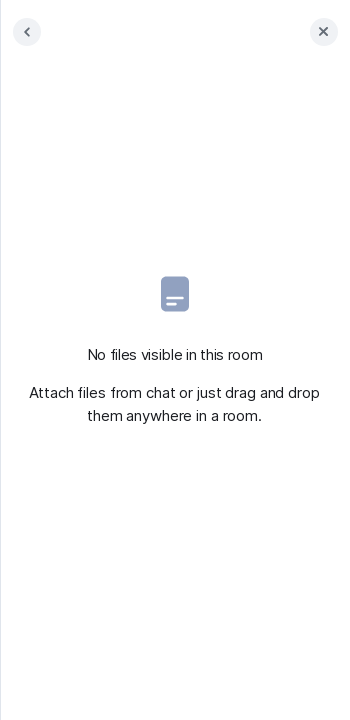 No files visible in this room
Attach files from chat or just drag and drop
them anywhere in a room.